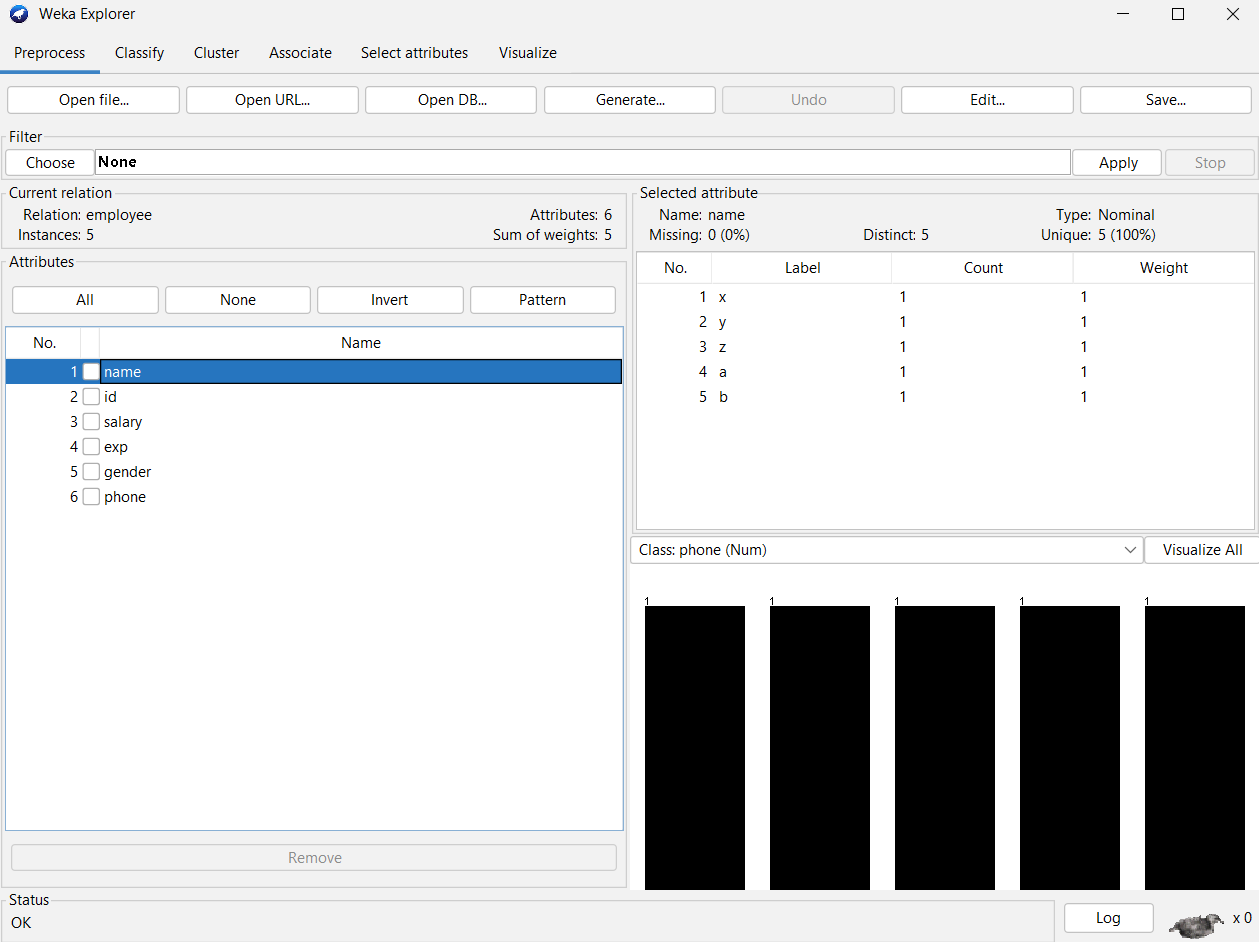 Weka Explorer
Preprocess Classify Cluster Associate Select attributes Visualize
Open file... Open URL... Open DB... Generate... Undo Edit... Save...
Filter
Choose None Apply Stop
Current relation
Relation: employee Attributes: 6
Instances: 5 Sum of weights: 5
Attributes
All None Invert Pattern
No. Name
1 name
2 id
3 salary
4 exp
5 gender
6 phone
Remove
Selected attribute
Name: name Type: Nominal
Missing: 0 (0%) Distinct: 5 Unique: 5 (100%)
No. Label Count Weight
1 x 1 1
2 y 1 1
3 z 1 1
4 a 1 1
5 b 1 1
Class: phone (Num) Visualize All
1 1 1 1 1
Status
OK
Log x 0